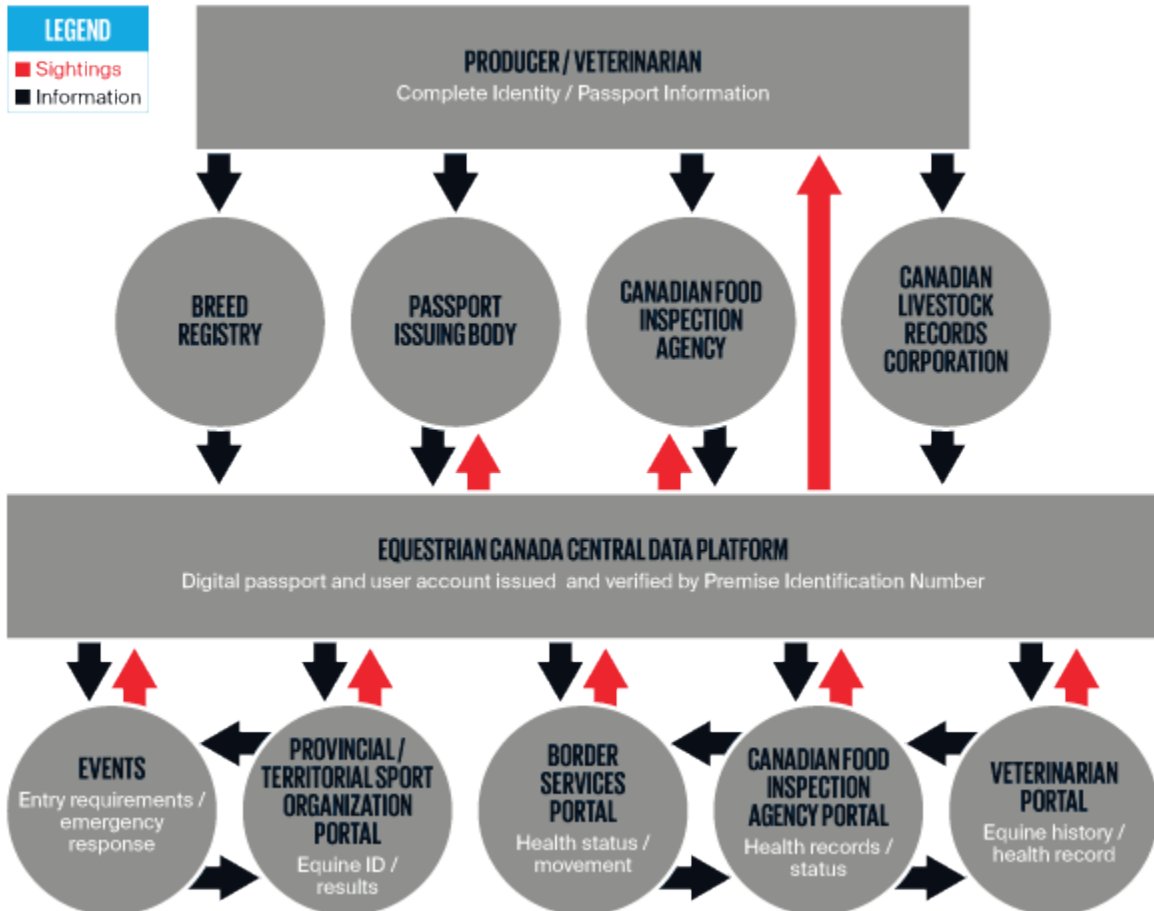 LEGEND
Sightings
Information
PRODUCER / VETERINARIAN
Complete Identity / Passport Information
BREED
REGISTRY
PASSPORT
ISSUING BODY
CANADIAN FOOD
INSPECTION
AGENCY
CANADIAN
LIVESTOCK
RECORDS
CORPORATION
EQUESTRIAN CANADA CENTRAL DATA PLATFORM
Digital passport and user account issued and verified by Premise Identification Number
EVENTS
Entry requirements /
emergency
response
PROVINCIAL /
TERRITORIAL SPORT
ORGANIZATION
PORTAL
Equine ID /
results
BORDER
SERVICES
PORTAL
Health status /
movement
CANADIAN FOOD
INSPECTION
AGENCY PORTAL
Health records /
status
VETERINARIAN
PORTAL
Equine history /
health record